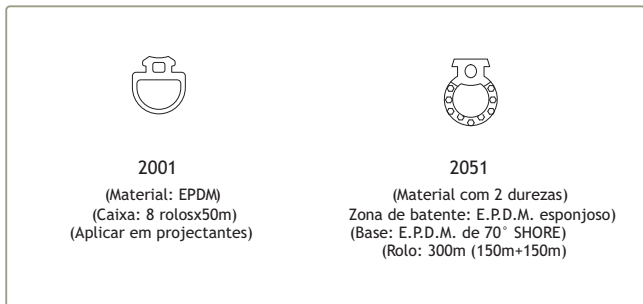 2001
(Material: EPDM)
(Caixa: 8 rolosx50m)
(Aplicar em projectantes)
2051
(Material com 2 durezas)
Zona de batente: E.P.D.M. esponjoso)
(Base: E.P.D.M. de 70° SHORE)
(Rolo: 300m (150m+150m)